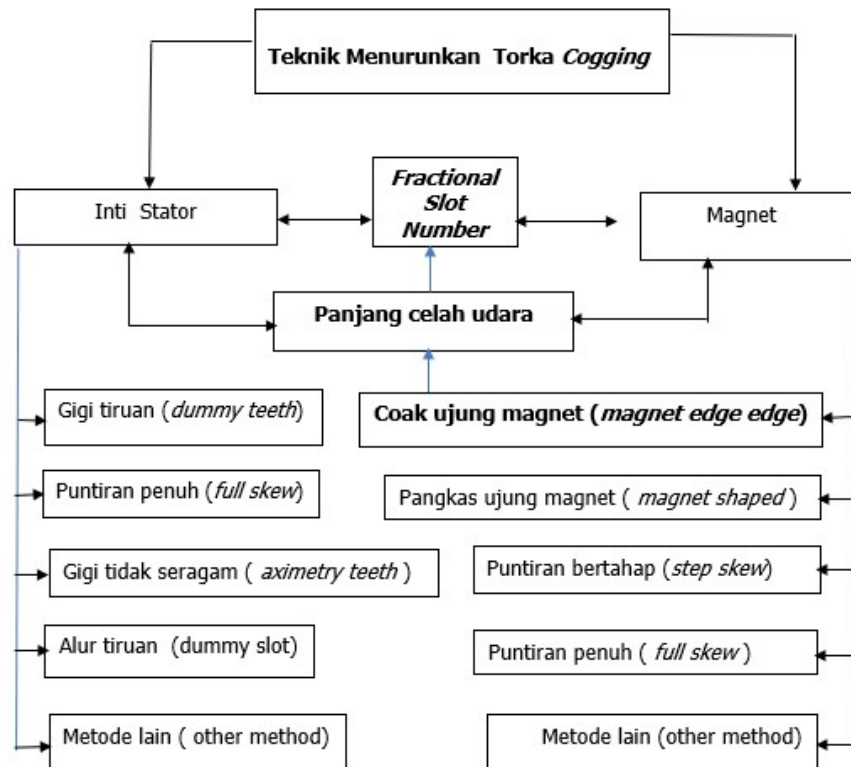 Teknik Menurunkan Torka Cogging
Inti Stator
Fractional
Slot
Number
Magnet
Panjang celah udara
Gigi tiruan (dummy teeth)
Coak ujung magnet (magnet edge edge)
Puntiran penuh (full skew)
Pangkas ujung magnet ( magnet shaped )
Gigi tidak seragam ( aximetry teeth )
Puntiran bertahap (step skew)
Alur tiruan (dummy slot)
Puntiran penuh ( full skew )
Metode lain ( other method)
Metode lain (other method)